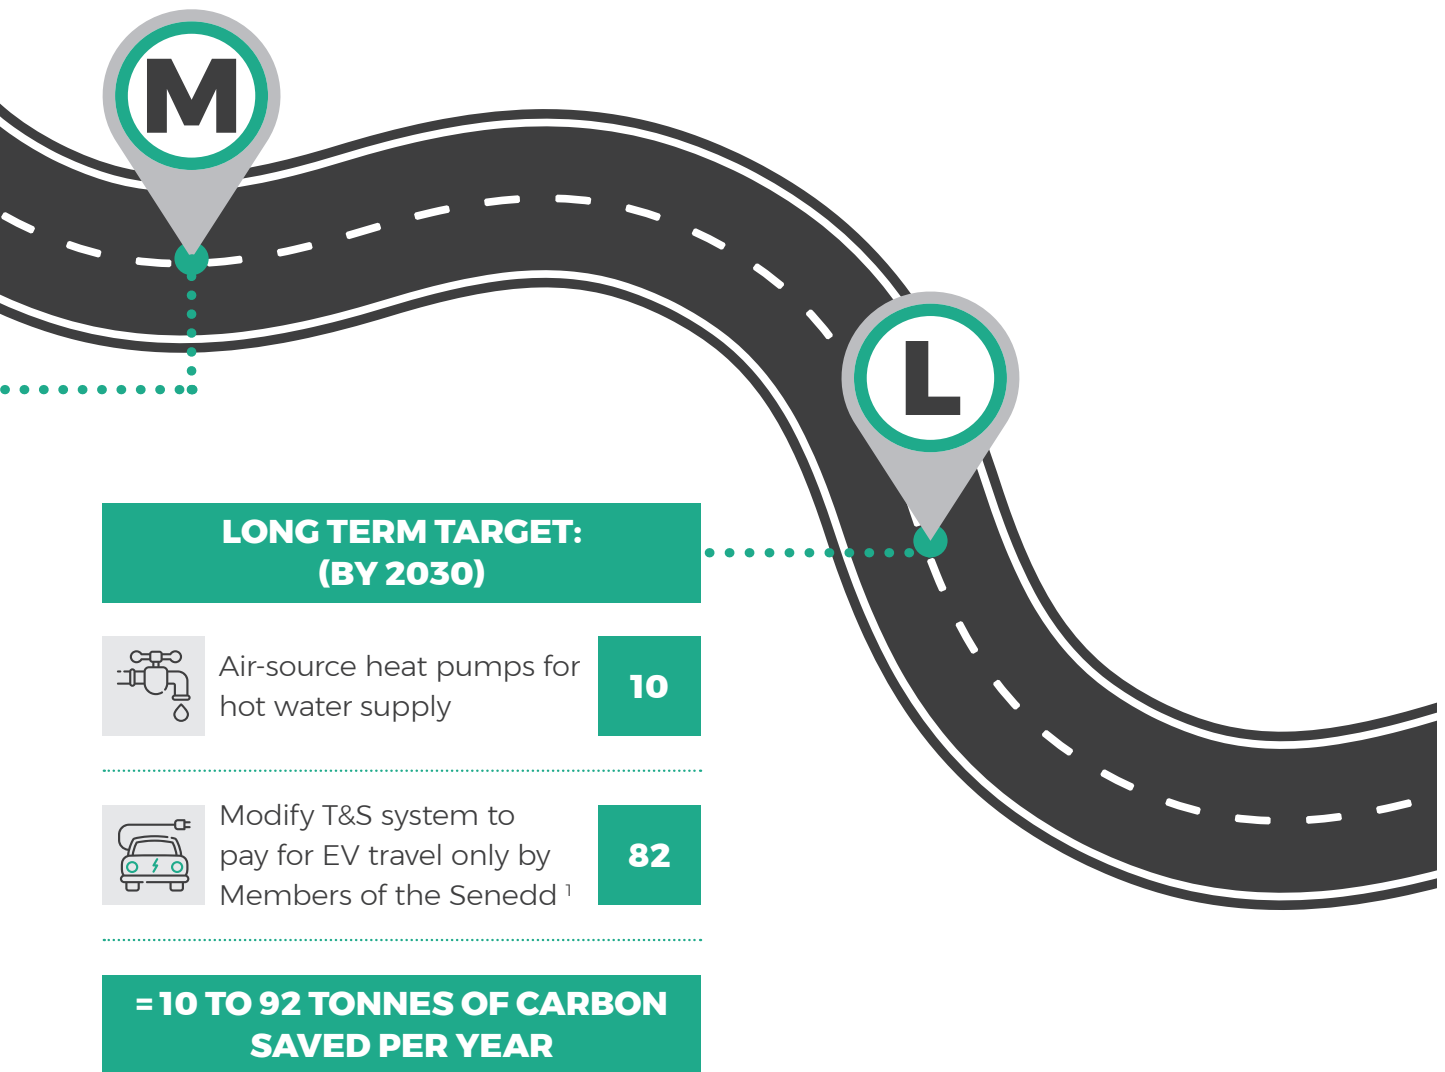 M
L
LONG TERM TARGET:
(BY 2030)
Air-source heat pumps for
hot water supply
10
Modify T&S system to
pay for EV travel only by
Members of the Senedd ¹
82
= 10 TO 92 TONNES OF CARBON
SAVED PER YEAR